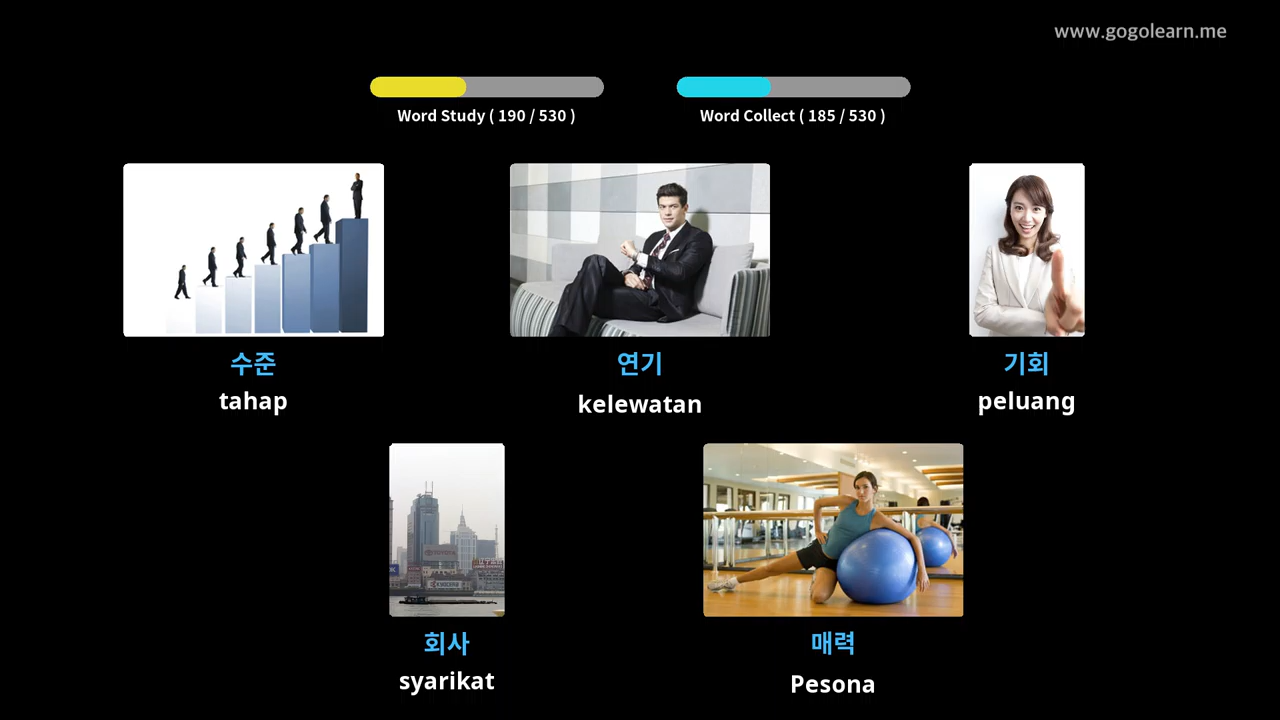 www.gogolearn.me
Word Study ( 190 / 530 )
Word Collect ( 185 / 530 )
수준
tahap
연기
kelewatan
기회
peluang
회사
syarikat
매력
Pesona